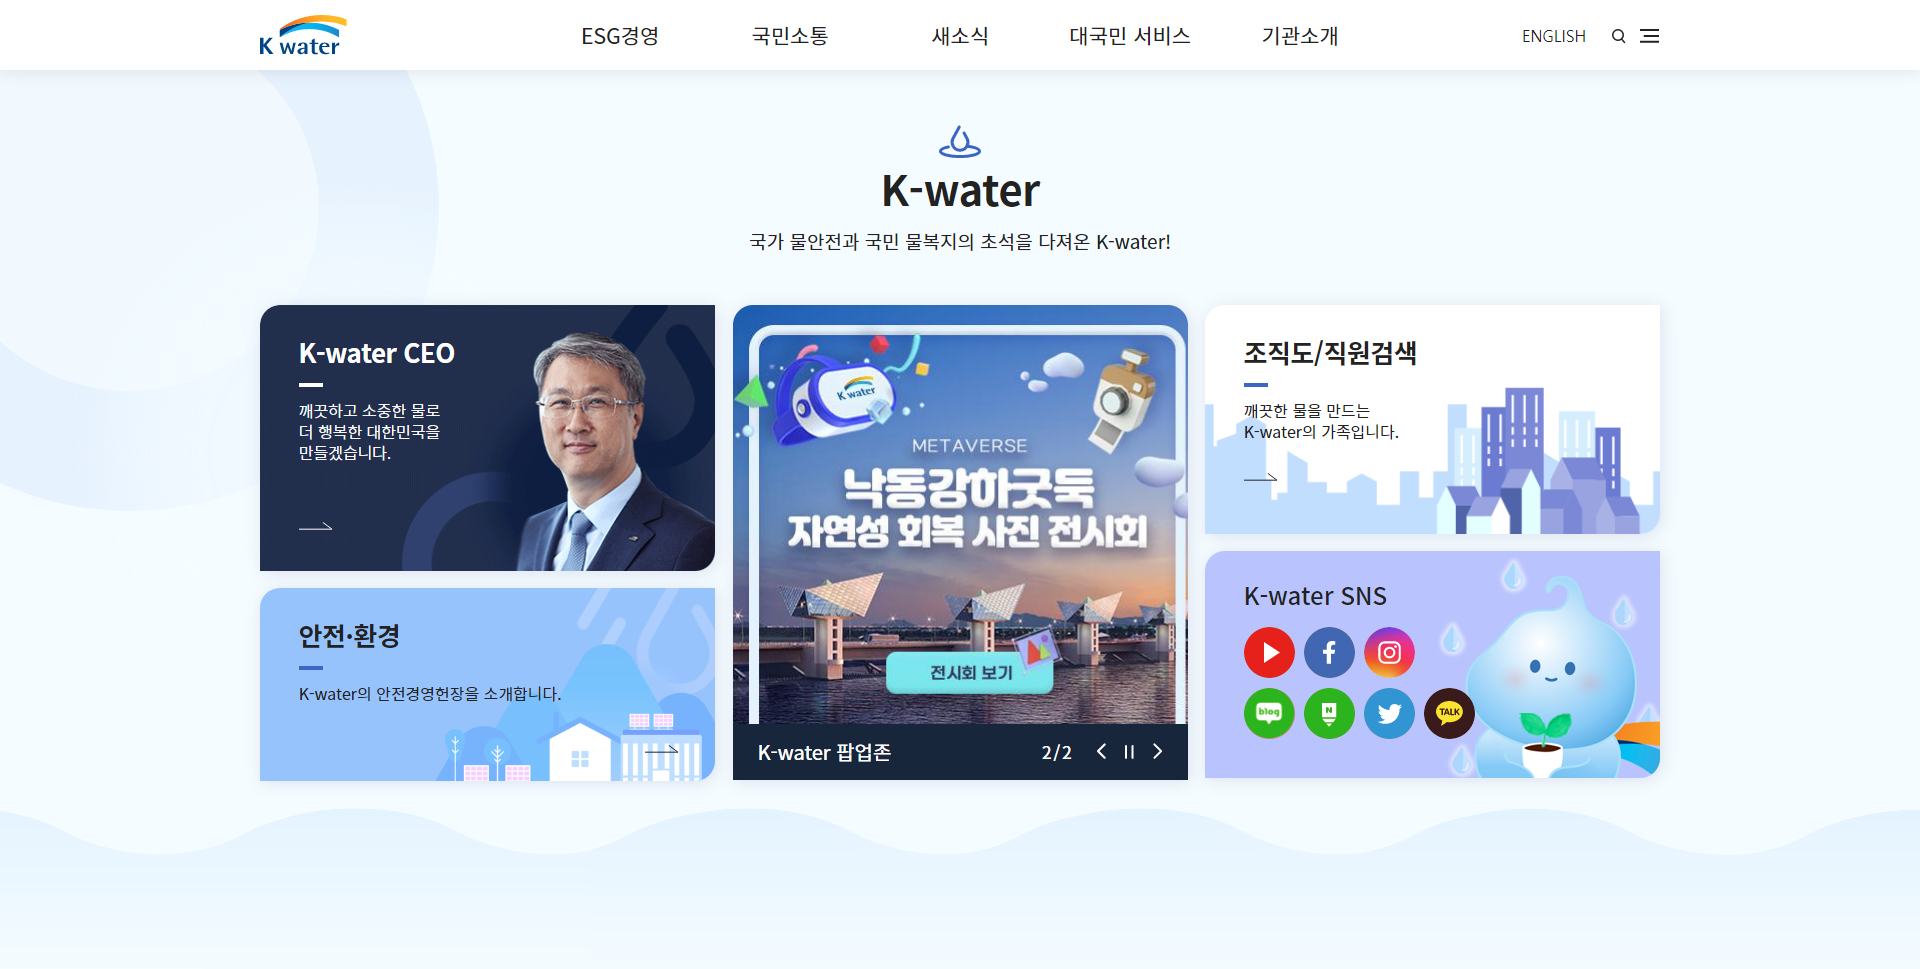 K water
ESG경영
국민소통
새소식
대국민 서비스
기관소개
ENGLISH
K-water
국가 물안전과 국민 물복지의 초석을 다져온 K-water!
K-water CEO
깨끗하고 소중한 물로
더 행복한 대한민국을
만들겠습니다.
안전·환경
K-water의 안전경영헌장을 소개합니다.
K water
METAVERSE
낙동강하굿둑
자연성 회복 사진 전시회
전시회 보기
K-water 팝업존
2/2
조직도/직원검색
깨끗한 물을 만드는
K-water의 가족입니다.
K-water SNS
blog
N
TALK